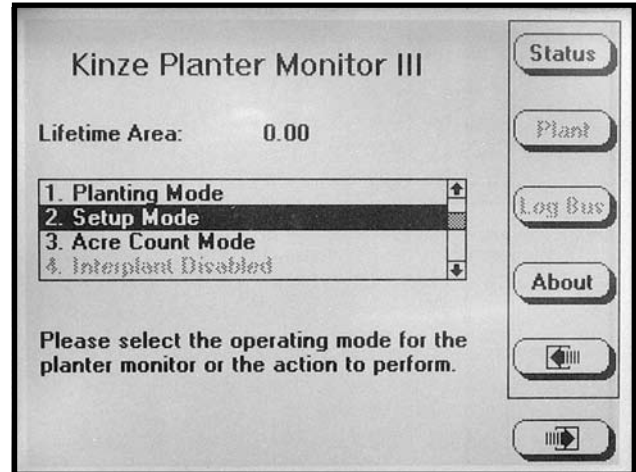 Kinze Planter Monitor III
Lifetime Area: 0.00
1. Planting Mode
2. Setup Mode
3. Acre Count Mode
4. Interplant Disabled
Please select the operating mode for the
planter monitor or the action to perform.
Status
Plant
Log Bus
About